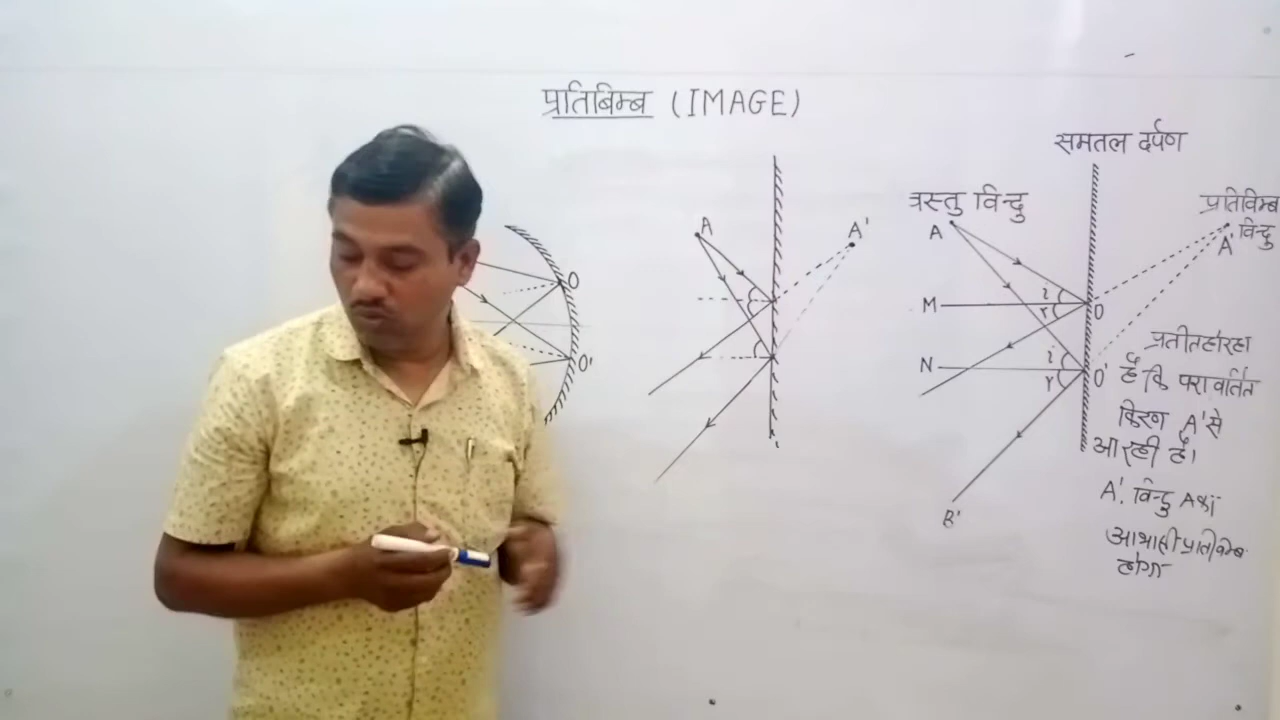 प्रतिबिम्ब (IMAGE)
O
O'
A
A'
समतल दर्पण
वस्तु विन्दु
A
प्रतिविम्ब
विन्दु
A'
M
i
r
O
N
i
r
O'
B'
प्रतीत हो रहा
है कि परावर्तित
किरण A' से
आ रही है।
A'. विन्दु A का
आभासी प्रतिविम्ब
होगा